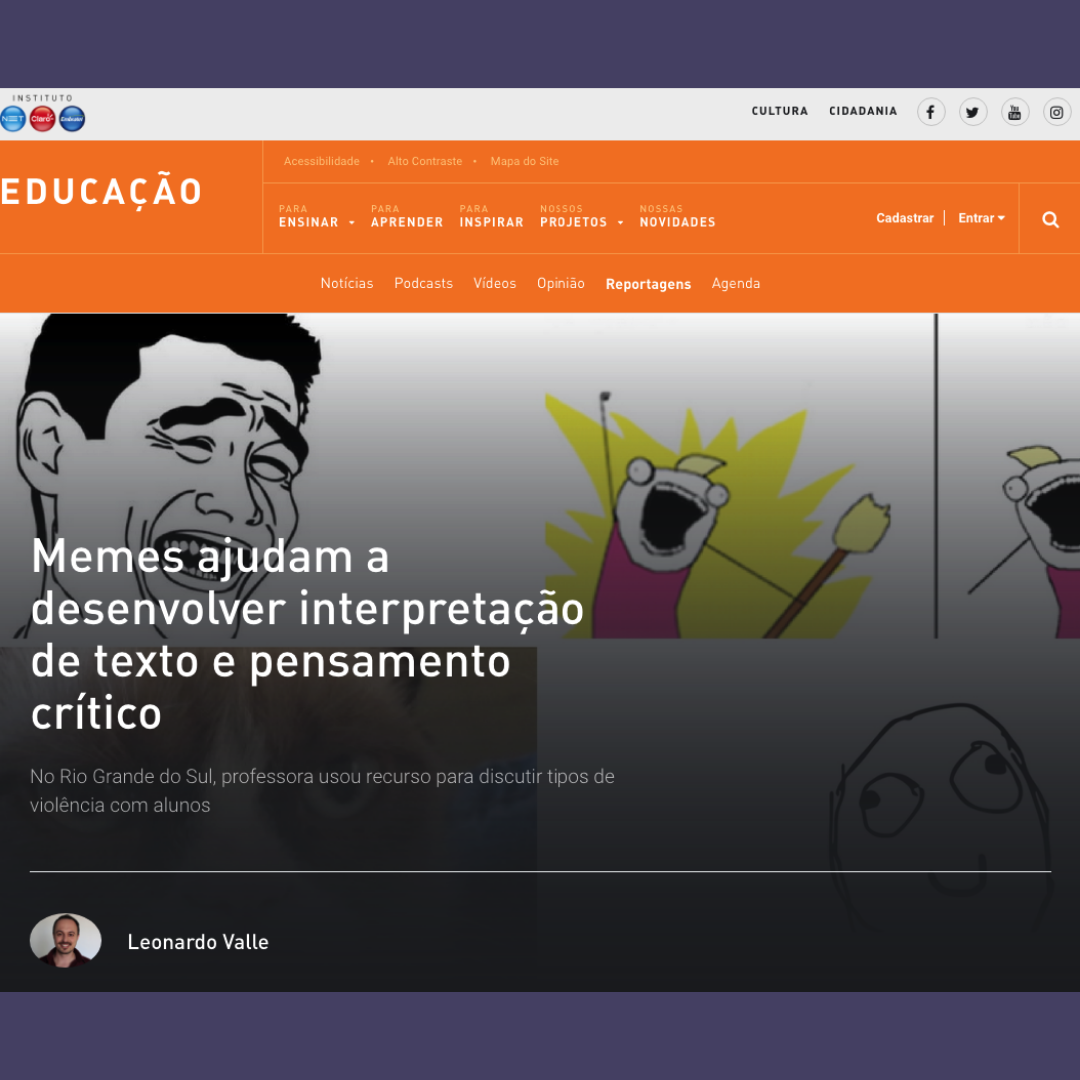 INSTITUTO
NET Claro Embratel
CULTURA CIDADANIA
You Tube
Acessibilidade • Alto Contraste • Mapa do Site
EDUCAÇÃO
PARA PARA PARA NOSSOS NOSSAS
ENSINAR APRENDER INSPIRAR PROJETOS NOVIDADES
Cadastrar | Entrar
Notícias Podcasts Vídeos Opinião Reportagens Agenda
Memes ajudam a
desenvolver interpretação
de texto e pensamento
crítico
No Rio Grande do Sul, professora usou recurso para discutir tipos de
violência com alunos
Leonardo Valle